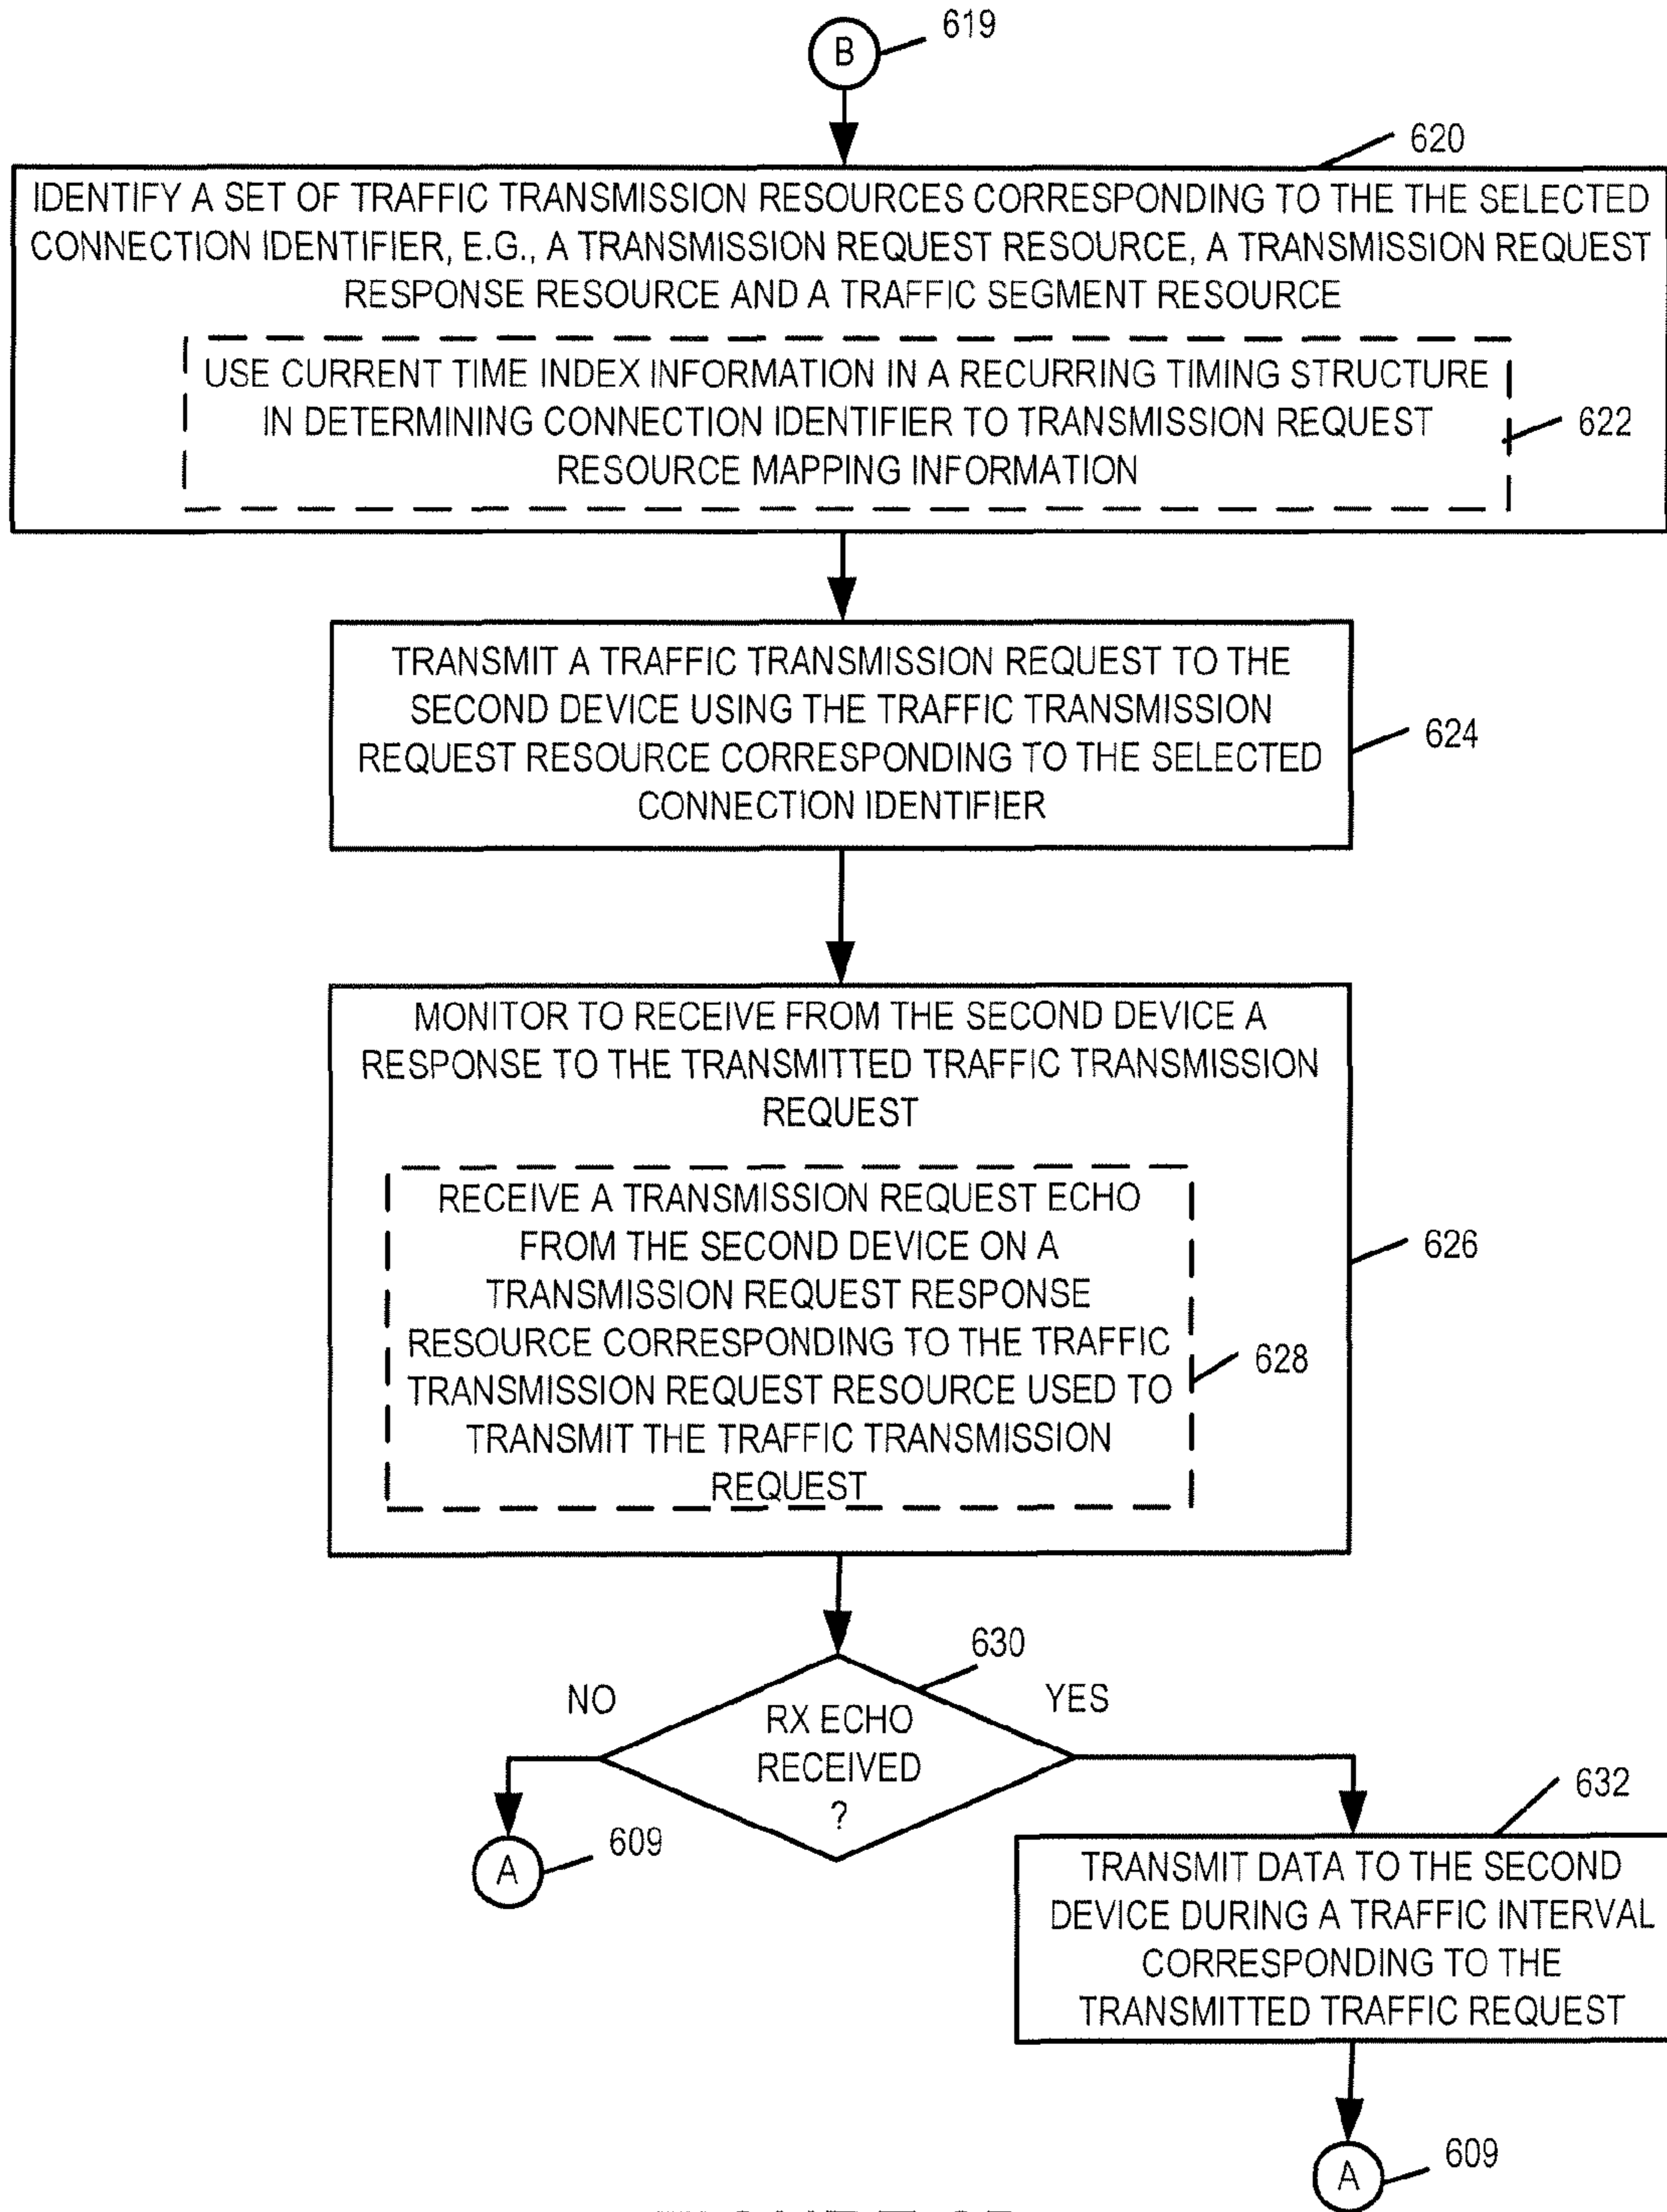 B
619
620
IDENTIFY A SET OF TRAFFIC TRANSMISSION RESOURCES CORRESPONDING TO THE THE SELECTED
CONNECTION IDENTIFIER, E.G., A TRANSMISSION REQUEST RESOURCE, A TRANSMISSION REQUEST
RESPONSE RESOURCE AND A TRAFFIC SEGMENT RESOURCE
USE CURRENT TIME INDEX INFORMATION IN A RECURRING TIMING STRUCTURE
IN DETERMINING CONNECTION IDENTIFIER TO TRANSMISSION REQUEST
RESOURCE MAPPING INFORMATION
622
TRANSMIT A TRAFFIC TRANSMISSION REQUEST TO THE
SECOND DEVICE USING THE TRAFFIC TRANSMISSION
REQUEST RESOURCE CORRESPONDING TO THE SELECTED
CONNECTION IDENTIFIER
624
MONITOR TO RECEIVE FROM THE SECOND DEVICE A
RESPONSE TO THE TRANSMITTED TRAFFIC TRANSMISSION
REQUEST
RECEIVE A TRANSMISSION REQUEST ECHO
FROM THE SECOND DEVICE ON A
TRANSMISSION REQUEST RESPONSE
RESOURCE CORRESPONDING TO THE TRAFFIC
TRANSMISSION REQUEST RESOURCE USED TO
TRANSMIT THE TRAFFIC TRANSMISSION
REQUEST
626
628
630
NO
YES
RX ECHO
RECEIVED
?
A
609
632
TRANSMIT DATA TO THE SECOND
DEVICE DURING A TRAFFIC INTERVAL
CORRESPONDING TO THE
TRANSMITTED TRAFFIC REQUEST
A
609